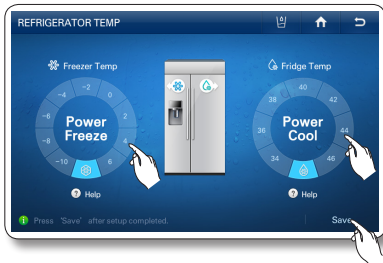 REFRIGERATOR TEMP
Freezer Temp
Fridge Temp
-2
-4
0
-6
2
-8
4
-10
6
Power
Freeze
40
38
42
36
44
34
46
Power
Cool
? Help
? Help
i Press 'Save' after setup completed.
Save